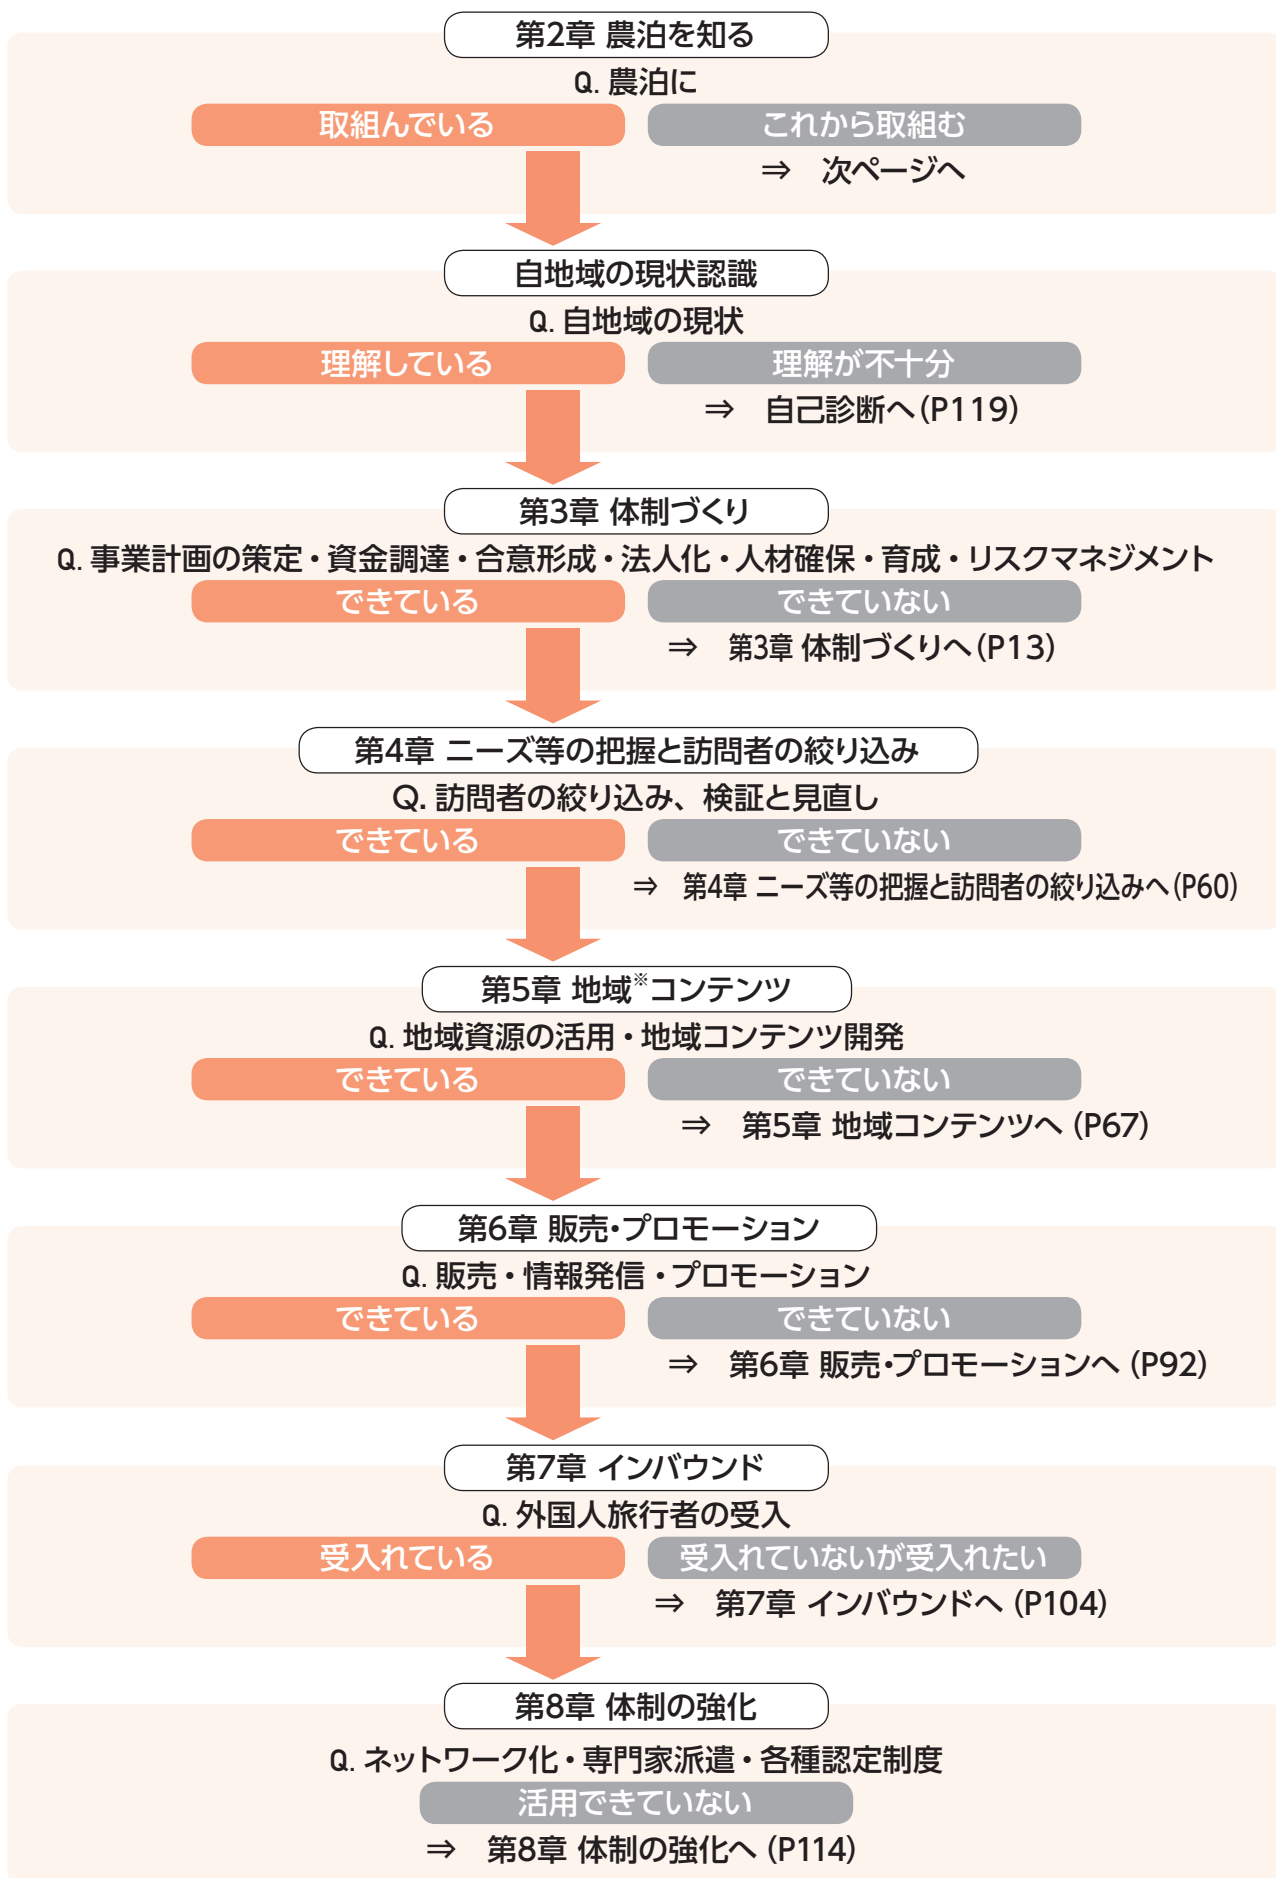 第2章 農泊を知る
Q. 農泊に
取組んでいる　これから取組む
⇒　次ページへ
自地域の現状認識
Q. 自地域の現状
理解している　理解が不十分
⇒　自己診断へ(P119)
第3章 体制づくり
Q. 事業計画の策定・資金調達・合意形成・法人化・人材確保・育成・リスクマネジメント
できている　できていない
⇒　第3章 体制づくりへ(P13)
第4章 ニーズ等の把握と訪問者の絞り込み
Q. 訪問者の絞り込み、検証と見直し
できている　できていない
⇒　第4章 ニーズ等の把握と訪問者の絞り込みへ(P60)
第5章 地域※コンテンツ
Q. 地域資源の活用・地域コンテンツ開発
できている　できていない
⇒　第5章 地域コンテンツへ (P67)
第6章 販売・プロモーション
Q. 販売・情報発信・プロモーション
できている　できていない
⇒　第6章 販売・プロモーションへ (P92)
第7章 インバウンド
Q. 外国人旅行者の受入
受入れている　受入れていないが受入れたい
⇒　第7章 インバウンドへ (P104)
第8章 体制の強化
Q. ネットワーク化・専門家派遣・各種認定制度
活用できていない
⇒　第8章 体制の強化へ (P114)